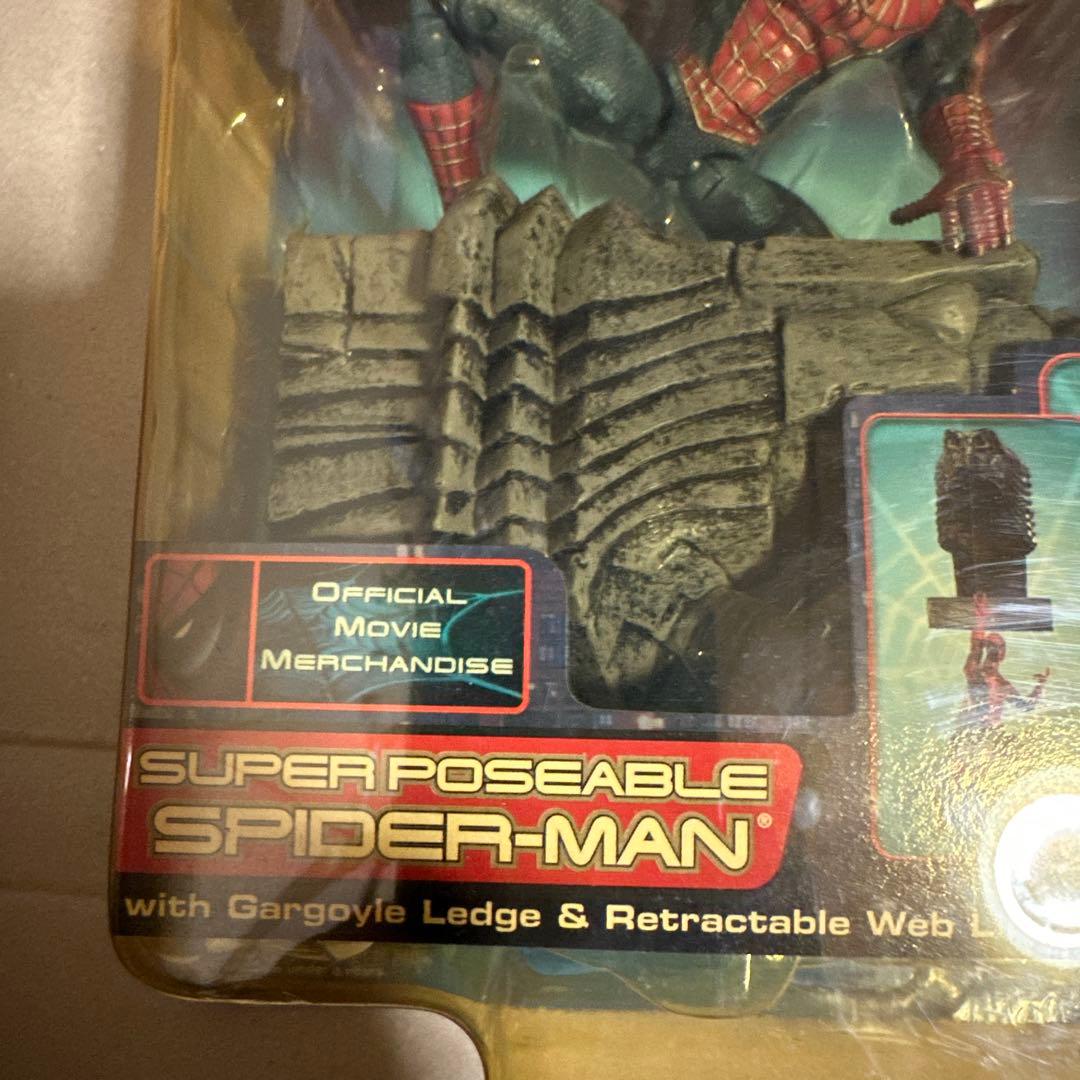 OFFICIAL
MOVIE
MERCHANDISE
SUPER POSEABLE
SPIDER-MAN®
with Gargoyle Ledge & Retractable Web